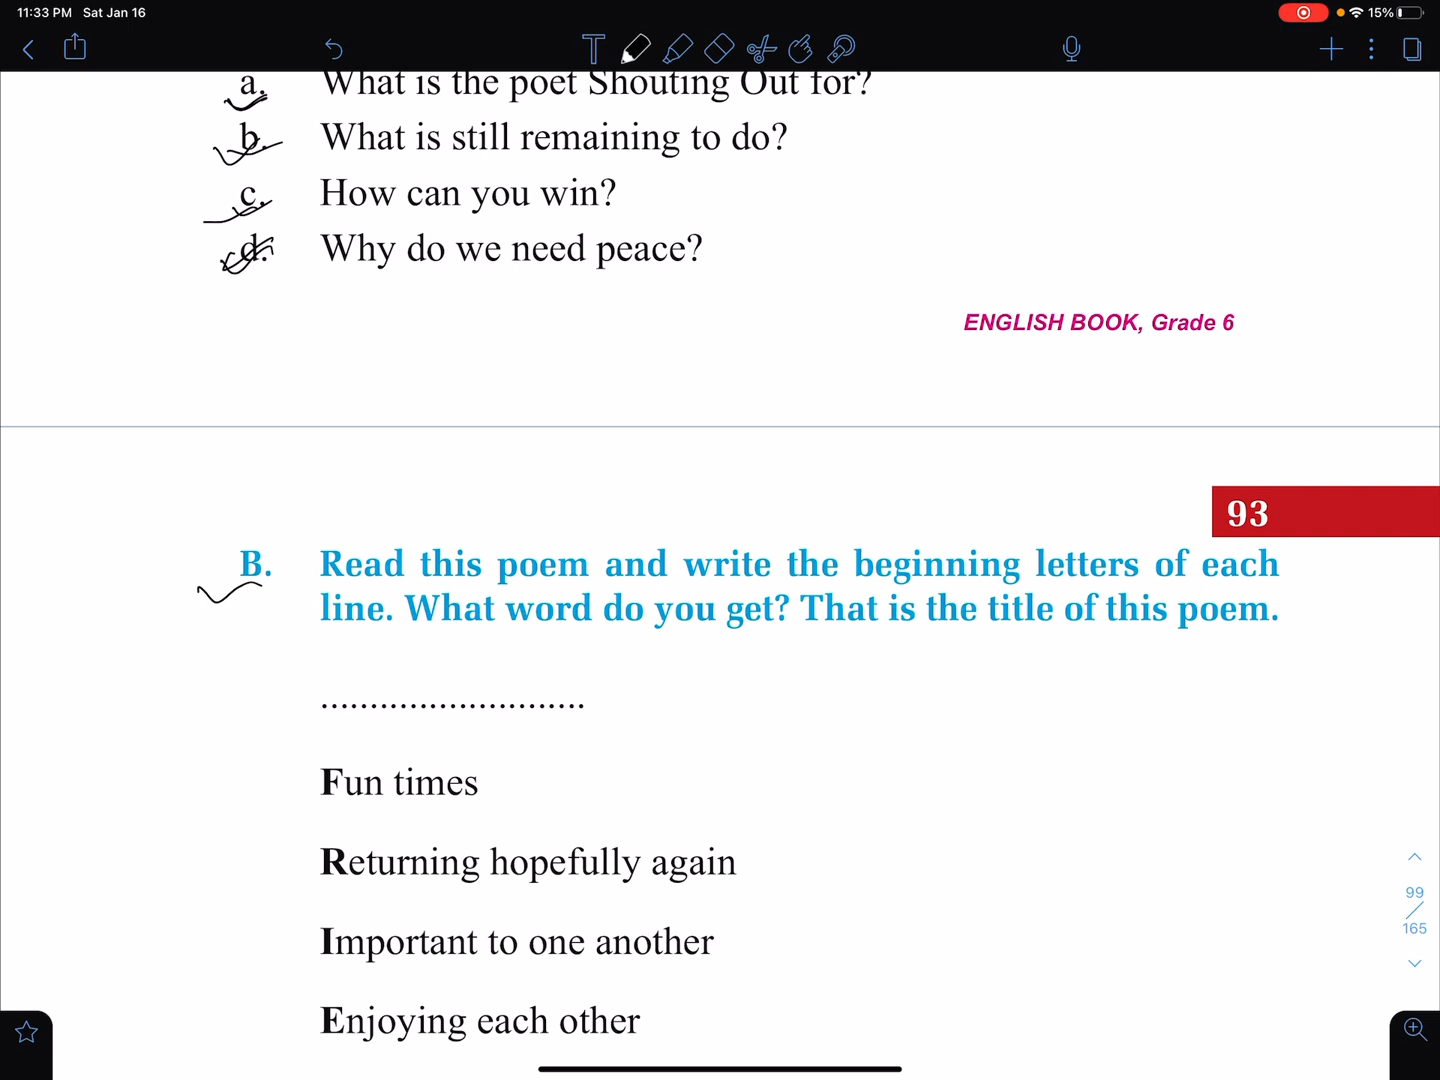 11:33 PM Sat Jan 16
15%
a. What is the poet Shouting Out for?
b. What is still remaining to do?
c. How can you win?
d. Why do we need peace?
ENGLISH BOOK, Grade 6
93
B. Read this poem and write the beginning letters of each
line. What word do you get? That is the title of this poem.
...........................
Fun times
Returning hopefully again
Important to one another
Enjoying each other
99
165